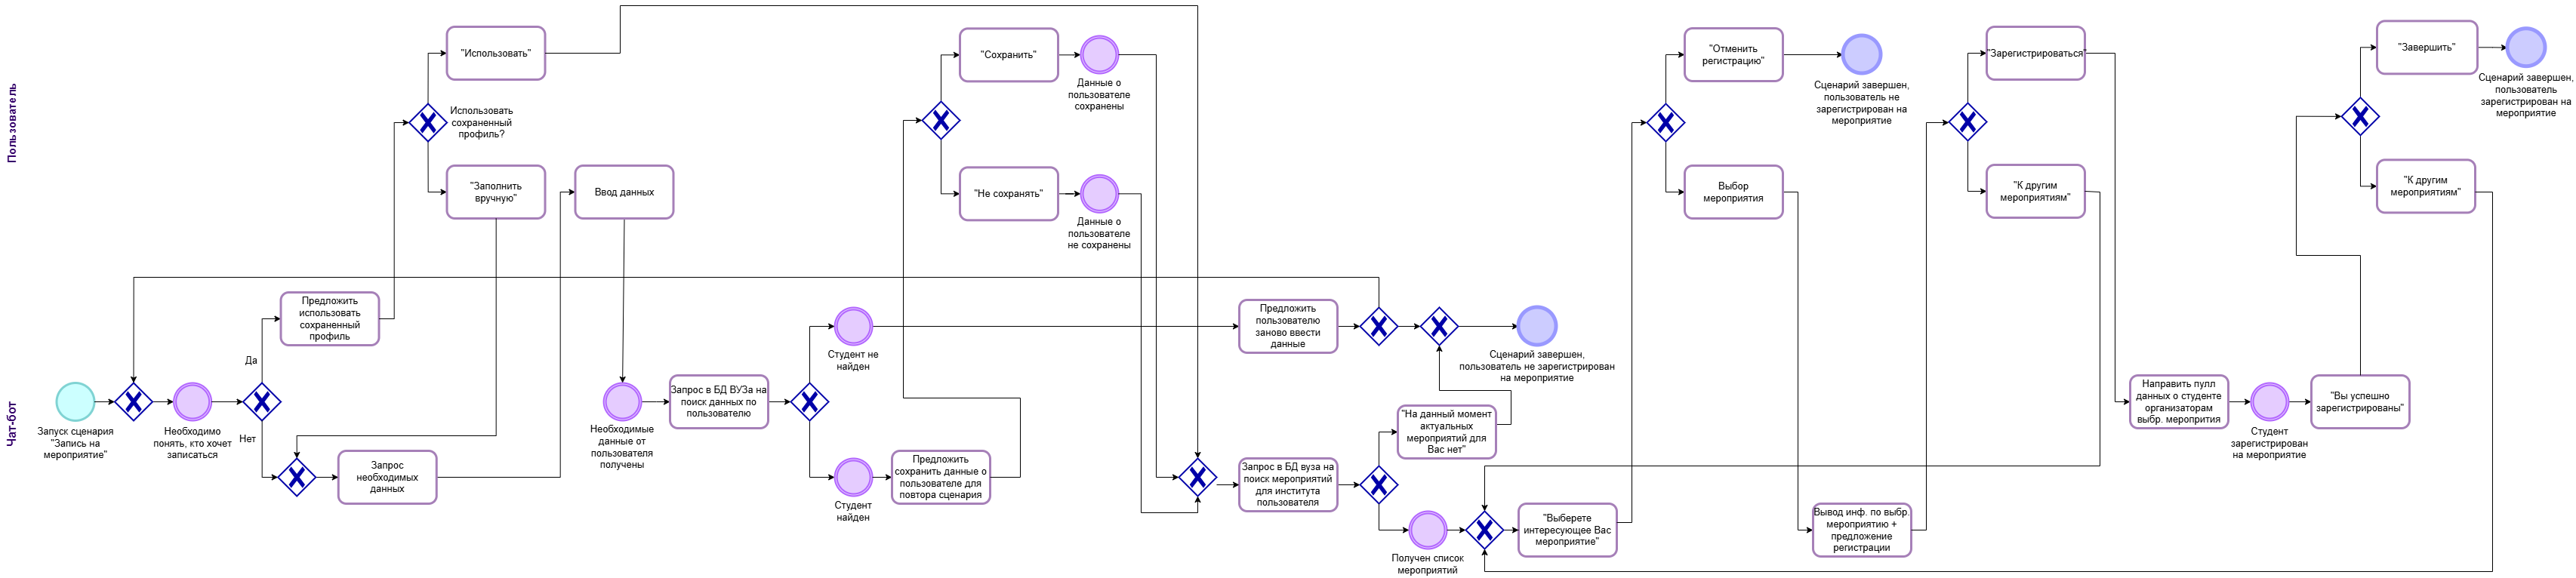 Пользователь
"Использовать"
Использовать
сохраненный
профиль?
"Заполнить
вручную"
Ввод данных
"Сохранить"
Данные о
пользователе
сохранены
"Не сохранять"
Данные о
пользователе
не сохранены
"Отменить
регистрацию"
Сценарий завершен,
пользователь не
зарегистрирован на
мероприятие
Выбор
мероприятия
"Зарегистрироваться"
"К другим
мероприятиям"
"Завершить"
Сценарий завершен,
пользователь
зарегистрирован на
мероприятие
"К другим
мероприятиям"
Чат-бот
Запуск сценария
"Запись на
мероприятие"
Необходимо
понять, кто хочет
записаться
Да
Нет
Предложить
использовать
сохраненный
профиль
Запрос
необходимых
данных
Необходимые
данные от
пользователя
получены
Запрос в БД ВУЗа на
поиск данных по
пользователю
Студент не
найден
Студент
найден
Предложить
сохранить данные о
пользователе для
повтора сценария
Предложить
пользователю
заново ввести
данные
Сценарий завершен,
пользователь не зарегистрирован
на мероприятие
Запрос в БД вуза на
поиск мероприятий
для института
пользователя
"На данный момент
актуальных
мероприятий для
Вас нет"
Получен список
мероприятий
"Выберете
интересующее Вас
мероприятие"
Вывод инф. по выбр.
мероприятию +
предложение
регистрации
Направить пулл
данных о студенте
организаторам
выбр. меропрития
Студент
зарегистрирован
на мероприятие
"Вы успешно
зарегистрированы"